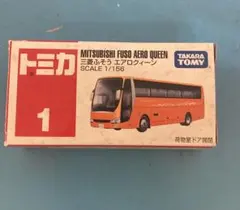 トミカ
1
MITSUBISHI FUSO AERO QUEEN
三菱ふそう エアロクィーン
SCALE 1/156
TAKARA
TOMY
荷物室ドア開閉